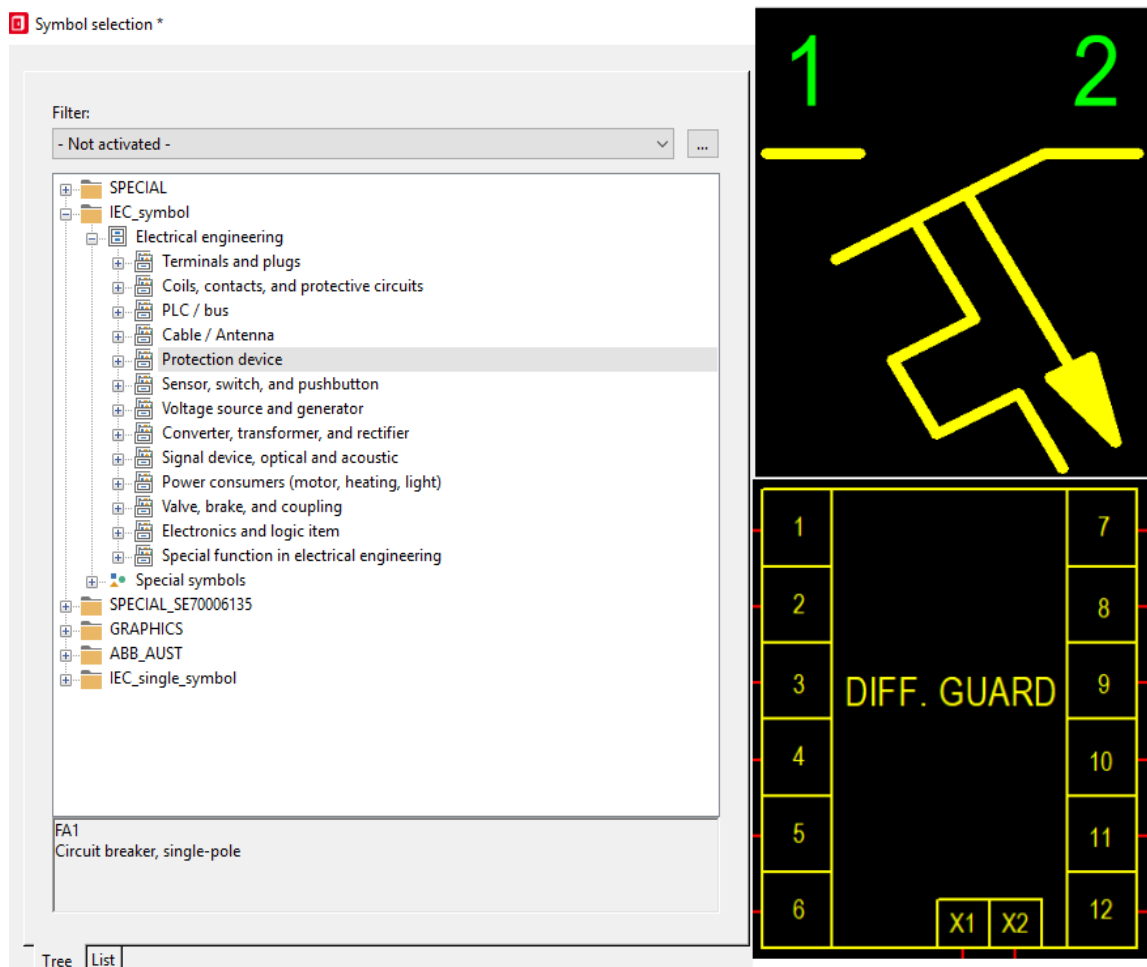 Symbol selection *
Filter:
- Not activated -
...
SPECIAL
IEC_symbol
Electrical engineering
Terminals and plugs
Coils, contacts, and protective circuits
PLC / bus
Cable / Antenna
Protection device
Sensor, switch, and pushbutton
Voltage source and generator
Converter, transformer, and rectifier
Signal device, optical and acoustic
Power consumers (motor, heating, light)
Valve, brake, and coupling
Electronics and logic item
Special function in electrical engineering
Special symbols
SPECIAL_SE70006135
GRAPHICS
ABB_AUST
IEC_single_symbol
FA1
Circuit breaker, single-pole
Tree List
1 2
1 7
2 8
3 DIFF. GUARD 9
4 10
5 11
6 X1 X2 12